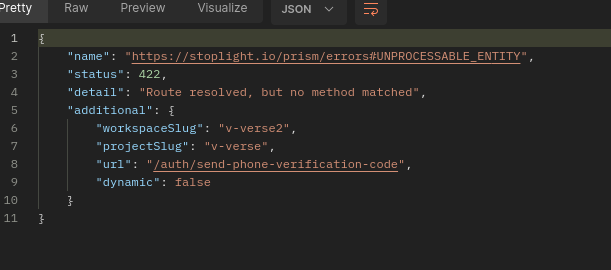 Pretty Raw Preview Visualize JSON
1 {
2 "name": "https://stoplight.io/prism/errors#UNPROCESSABLE_ENTITY",
3 "status": 422,
4 "detail": "Route resolved, but no method matched",
5 "additional": {
6 "workspaceSlug": "v-verse2",
7 "projectSlug": "v-verse",
8 "url": "/auth/send-phone-verification-code",
9 "dynamic": false
10 }
11 }